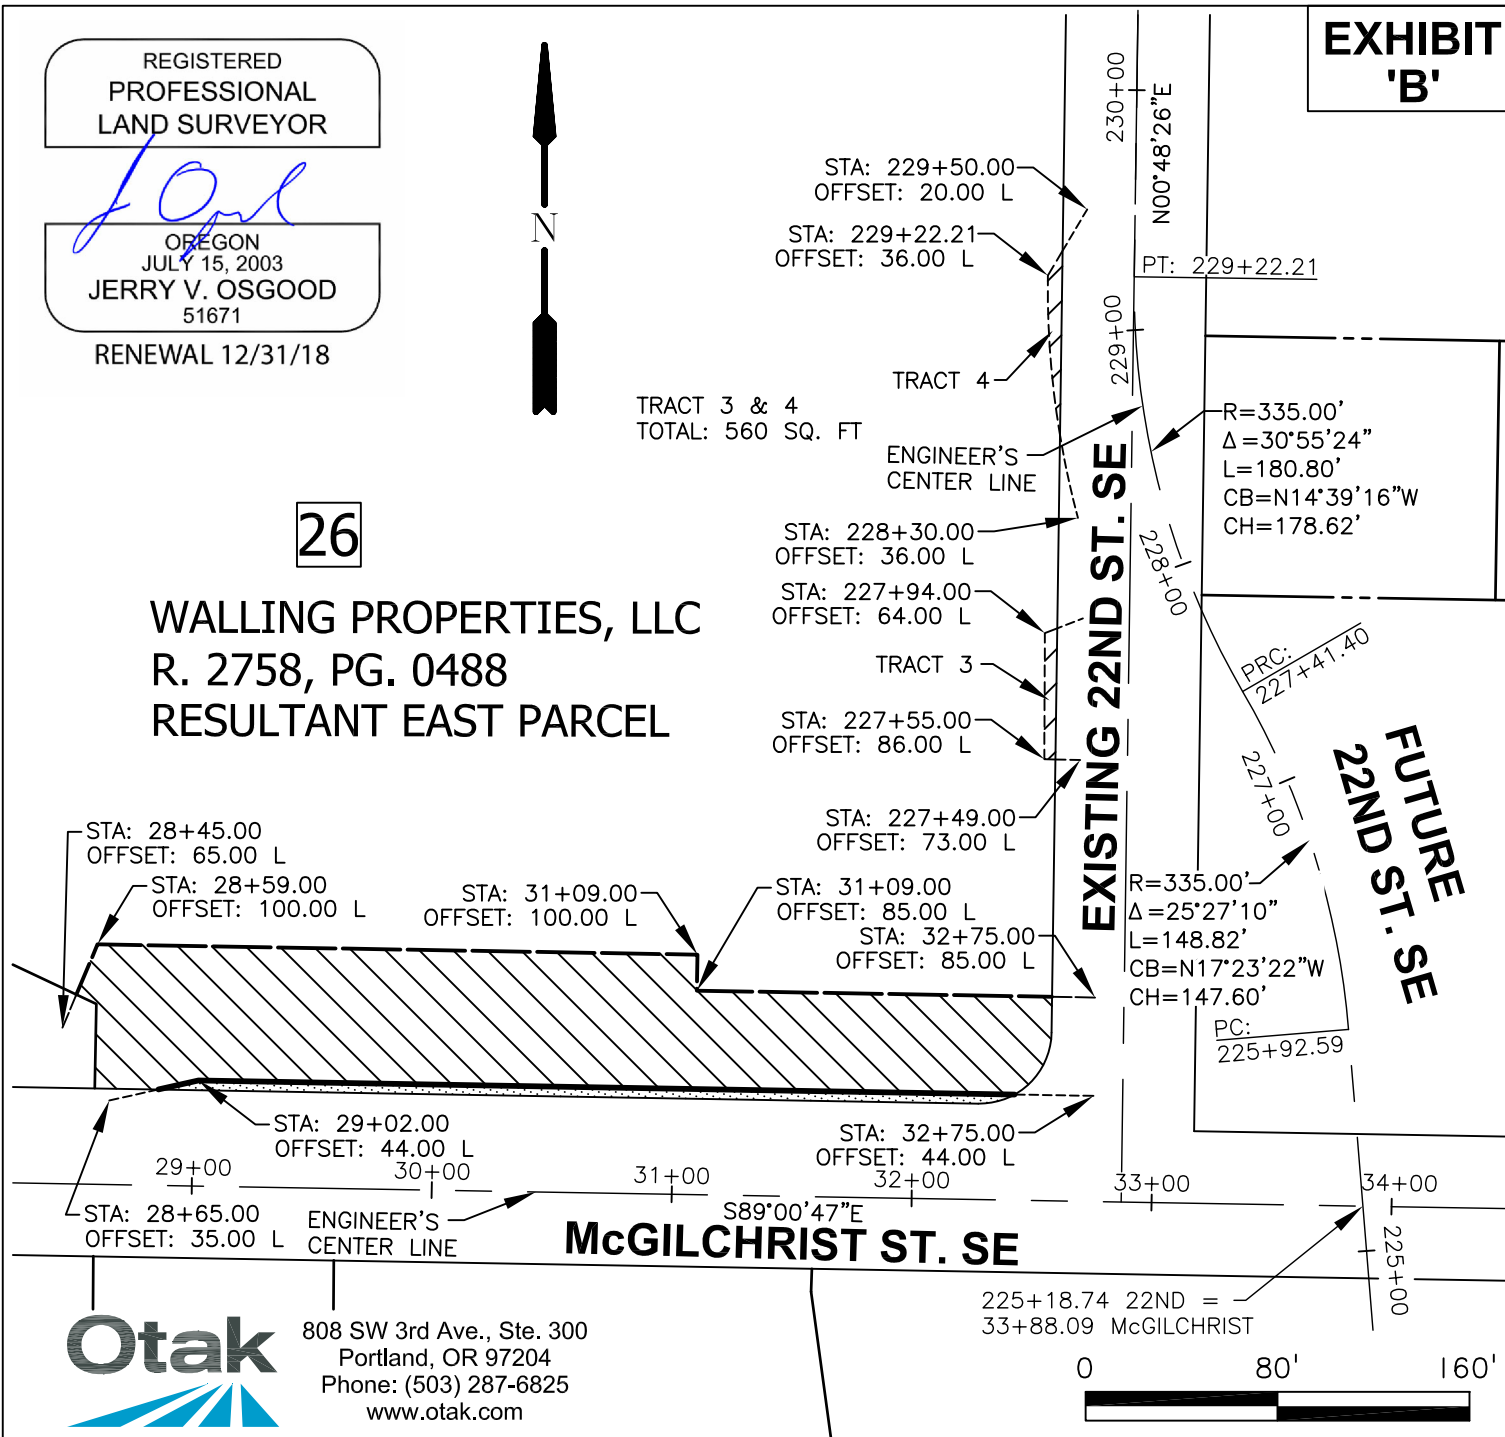 EXHIBIT
'B'
REGISTERED
PROFESSIONAL
LAND SURVEYOR
OREGON
JULY 15, 2003
JERRY V. OSGOOD
51671
RENEWAL 12/31/18
N
230+00
N00°48'26"E
STA: 229+50.00
OFFSET: 20.00 L
STA: 229+22.21
OFFSET: 36.00 L
PT: 229+22.21
229+00
TRACT 4
TRACT 3 & 4
TOTAL: 560 SQ. FT
ENGINEER'S
CENTER LINE
R=335.00'
Δ=30°55'24"
L=180.80'
CB=N14°39'16"W
CH=178.62'
26
STA: 228+30.00
OFFSET: 36.00 L
228+00
STA: 227+94.00
OFFSET: 64.00 L
WALLING PROPERTIES, LLC
R. 2758, PG. 0488
RESULTANT EAST PARCEL
TRACT 3
PRC:
227+41.40
STA: 227+55.00
OFFSET: 86.00 L
EXISTING 22ND ST. SE
227+00
FUTURE
22ND ST. SE
STA: 227+49.00
OFFSET: 73.00 L
STA: 28+45.00
OFFSET: 65.00 L
STA: 28+59.00
OFFSET: 100.00 L
STA: 31+09.00
OFFSET: 100.00 L
STA: 31+09.00
OFFSET: 85.00 L
STA: 32+75.00
OFFSET: 85.00 L
R=335.00'
Δ=25°27'10"
L=148.82'
CB=N17°23'22"W
CH=147.60'
PC:
225+92.59
STA: 29+02.00
OFFSET: 44.00 L
STA: 32+75.00
OFFSET: 44.00 L
29+00
30+00
31+00
32+00
33+00
34+00
S89°00'47"E
STA: 28+65.00
OFFSET: 35.00 L
ENGINEER'S
CENTER LINE
McGILCHRIST ST. SE
225+00
225+18.74 22ND =
33+88.09 McGILCHRIST
Otak
808 SW 3rd Ave., Ste. 300
Portland, OR 97204
Phone: (503) 287-6825
www.otak.com
0 80' 160'